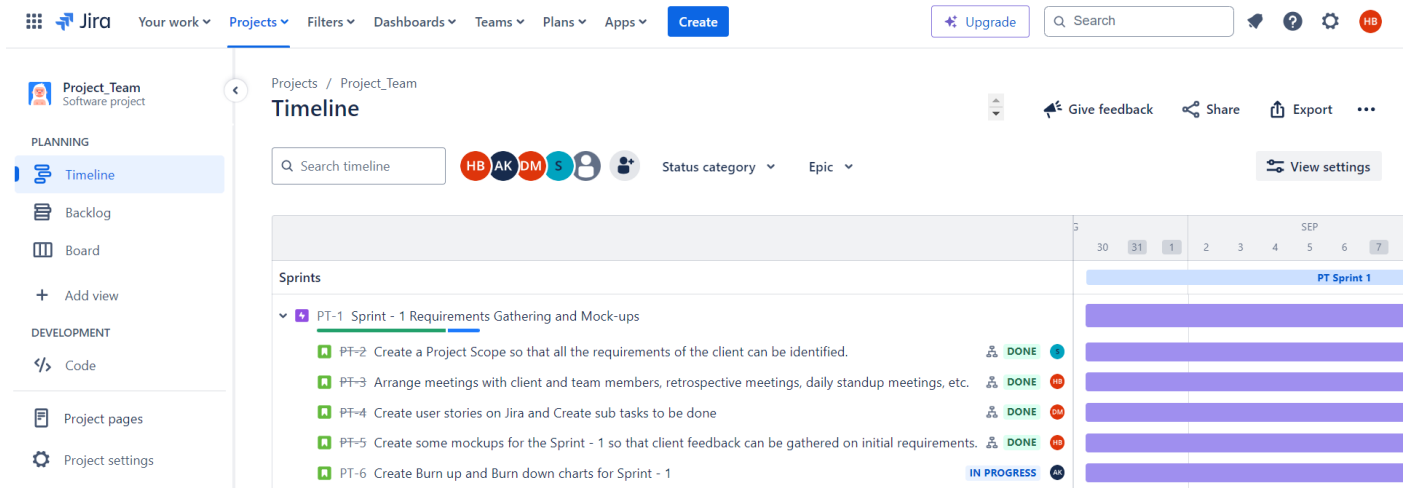 Jira Your work Projects Filters Dashboards Teams Plans Apps Create Upgrade Search HB
Project_Team
Software project
PLANNING
Timeline
Backlog
Board
Add view
DEVELOPMENT
Code
Project pages
Project settings
Projects / Project_Team
Timeline
Give feedback Share Export
Search timeline HB AK DM S Status category Epic View settings
G SEP
30 31 1 2 3 4 5 6 7
Sprints PT Sprint 1
PT-1 Sprint - 1 Requirements Gathering and Mock-ups
PT-2 Create a Project Scope so that all the requirements of the client can be identified. DONE S
PT-3 Arrange meetings with client and team members, retrospective meetings, daily standup meetings, etc. DONE HB
PT-4 Create user stories on Jira and Create sub tasks to be done DONE DM
PT-5 Create some mockups for the Sprint - 1 so that client feedback can be gathered on initial requirements. DONE HB
PT-6 Create Burn up and Burn down charts for Sprint - 1 IN PROGRESS AK